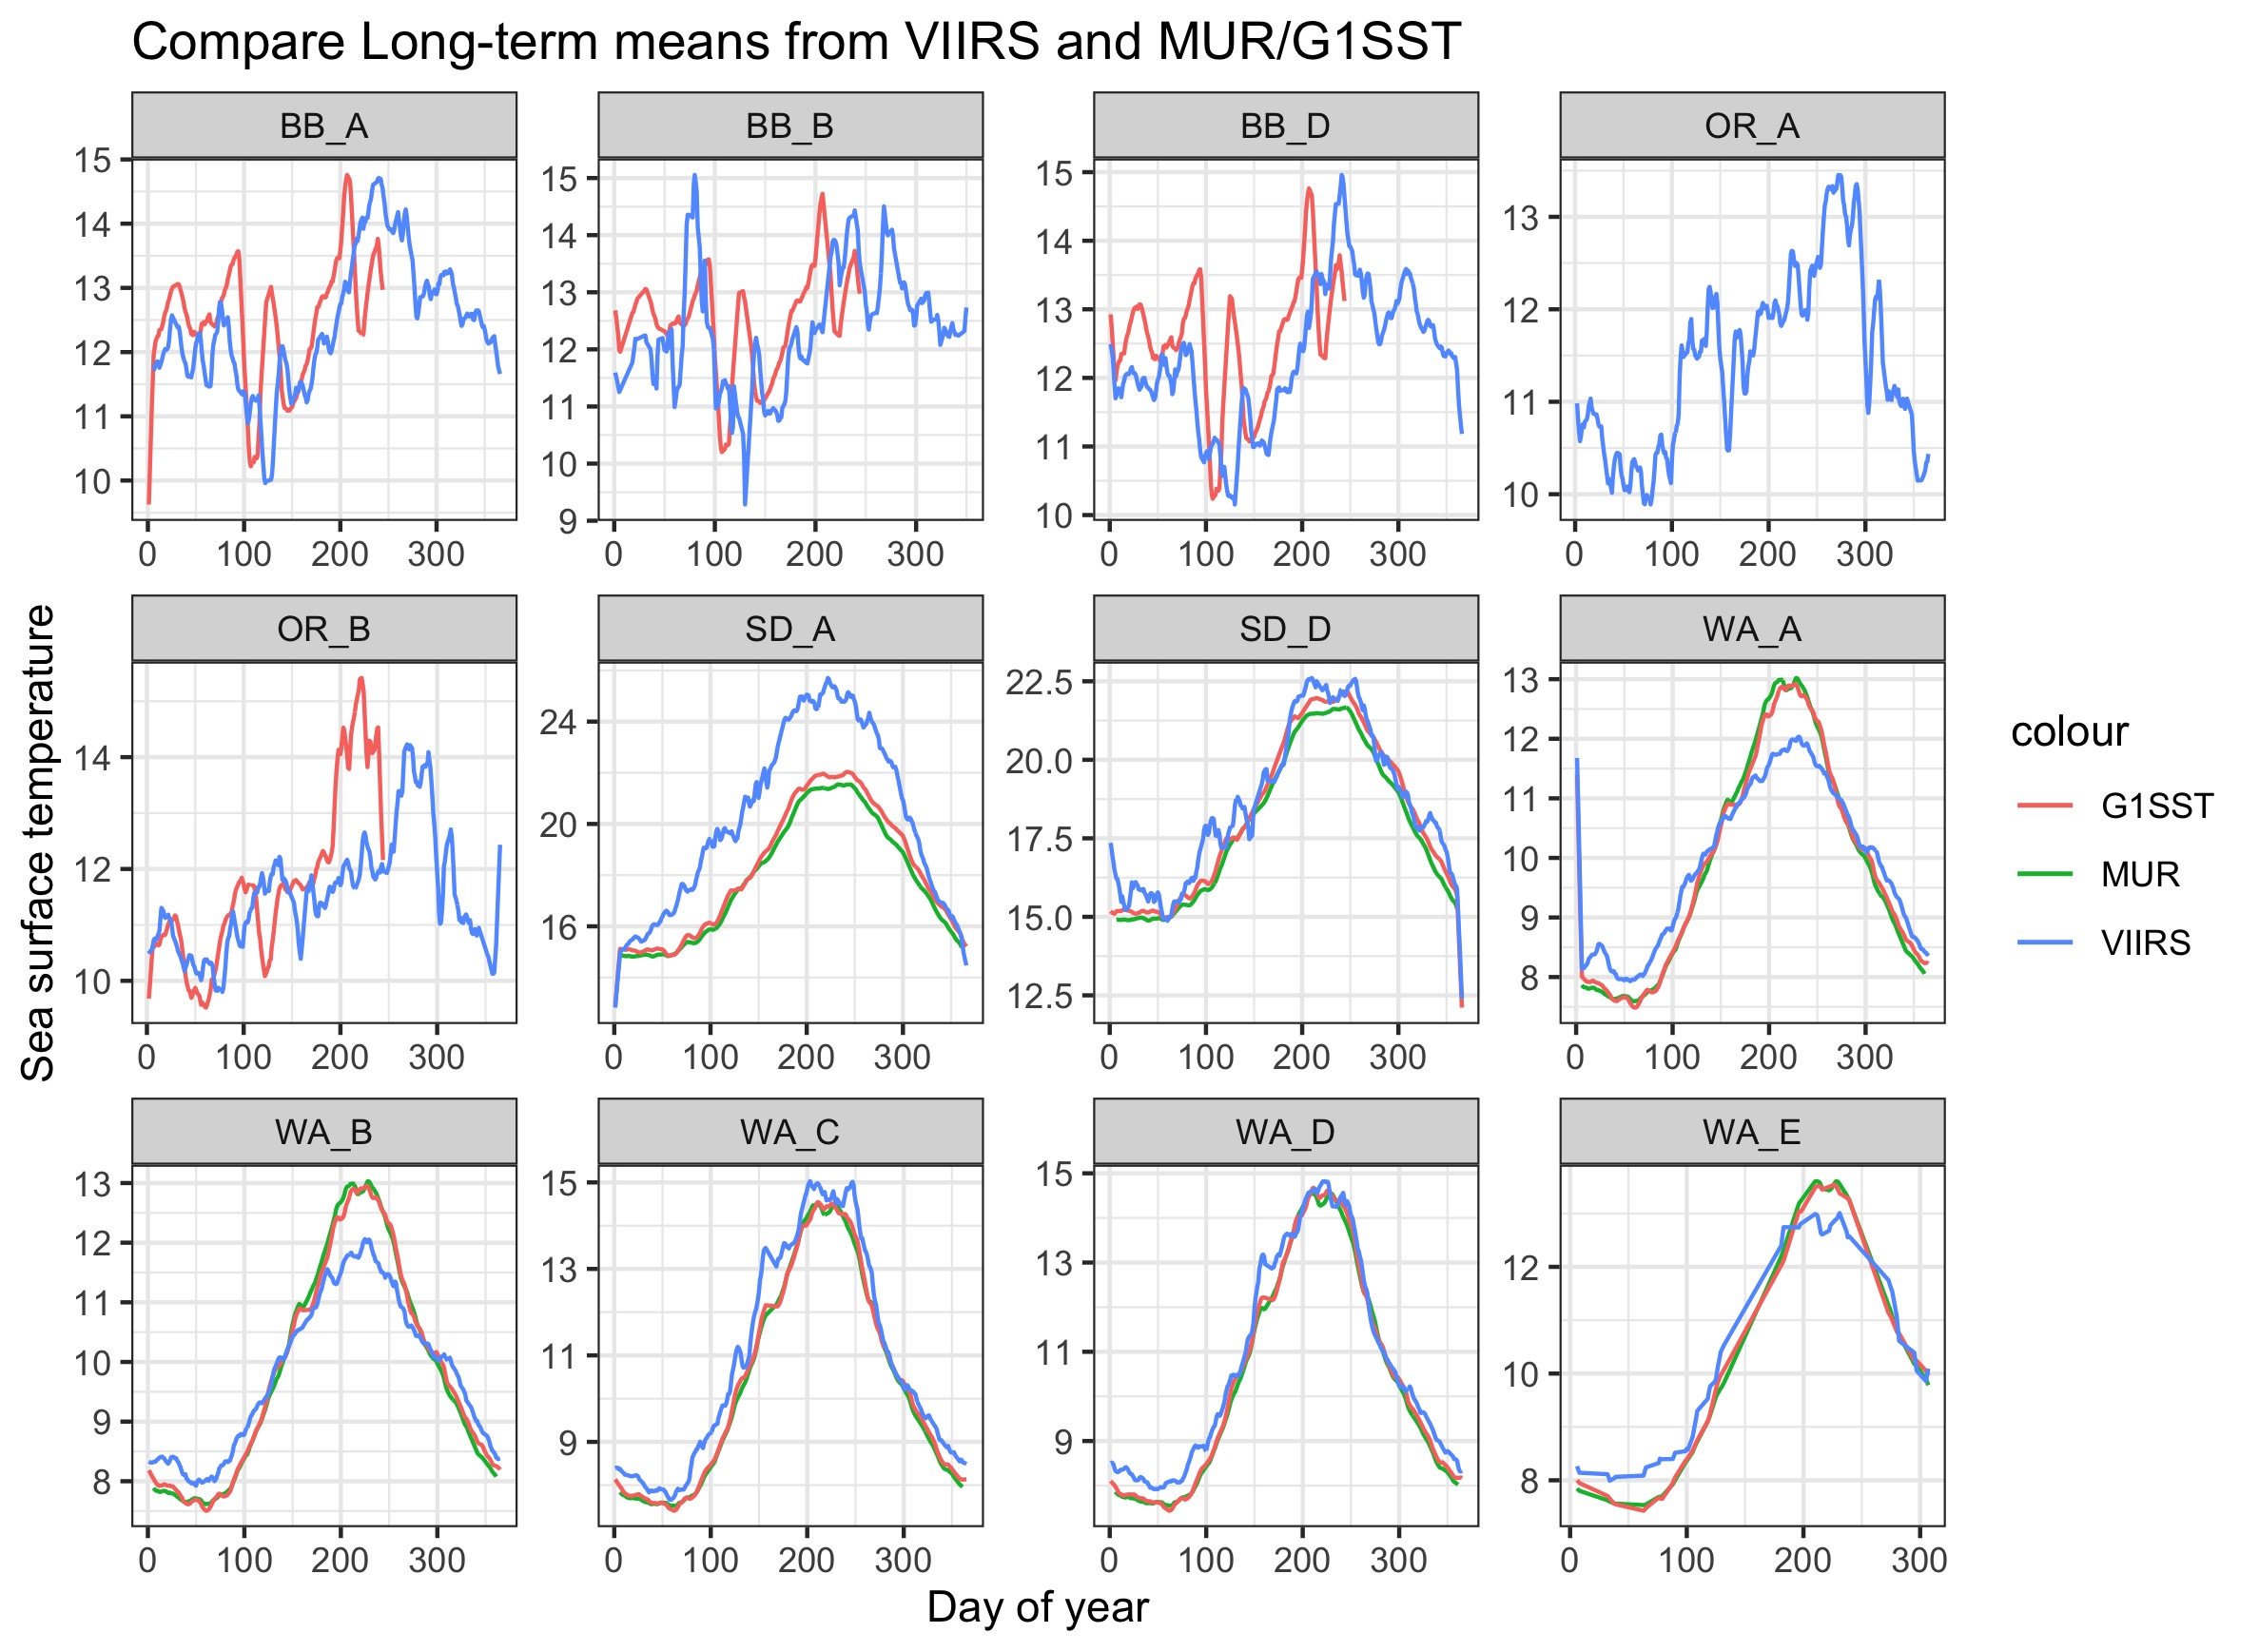 Compare Long-term means from VIIRS and MUR/G1SST
BB_A
BB_B
BB_D
OR_A
15
14
13
12
11
10
0 100 200 300
15
14
13
12
11
10
9
0 100 200 300
15
14
13
12
11
10
0 100 200 300
13
12
11
10
0 100 200 300
Sea surface temperature
OR_B
SD_A
SD_D
WA_A
14
12
10
0 100 200 300
24
20
16
0 100 200 300
22.5
20.0
17.5
15.0
12.5
0 100 200 300
13
12
11
10
9
8
0 100 200 300
colour
G1SST
MUR
VIIRS
WA_B
WA_C
WA_D
WA_E
13
12
11
10
9
8
0 100 200 300
15
13
11
9
0 100 200 300
15
13
11
9
0 100 200 300
12
10
8
0 100 200 300
Day of year